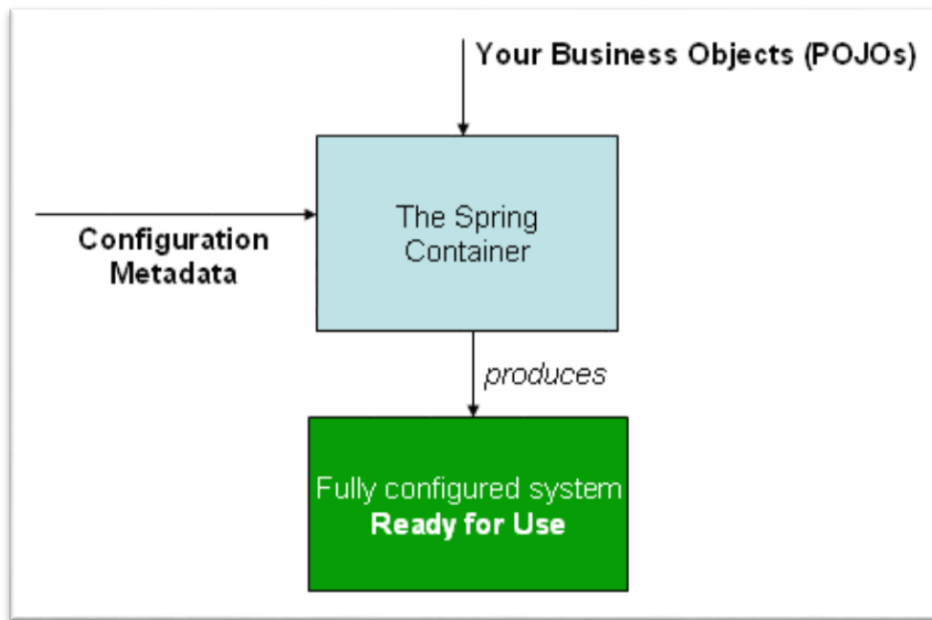 Your Business Objects (POJOs)
The Spring
Container
Configuration
Metadata
produces
Fully configured system
Ready for Use